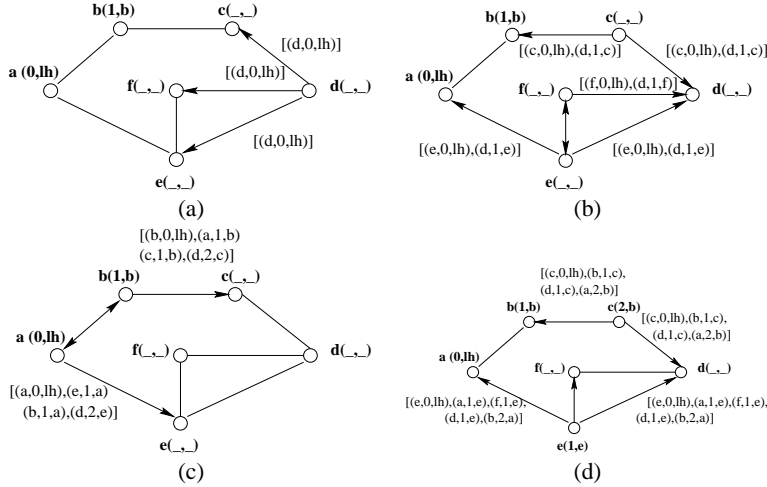 b(1,b)
c(_,_)
[(d,0,lh)]
a (0,lh)
f(_,_)
[(d,0,lh)]
d(_,_)
[(d,0,lh)]
e(_,_)
(a)
b(1,b)
c(_,_)
[(c,0,lh),(d,1,c)]
[(c,0,lh),(d,1,c)]
a (0,lh)
f(_,_)
[(f,0,lh),(d,1,f)]
d(_,_)
[(e,0,lh),(d,1,e)]
[(e,0,lh),(d,1,e)]
e(_,_)
(b)
[(b,0,lh),(a,1,b)
(c,1,b),(d,2,c)]
b(1,b)
c(_,_)
a (0,lh)
f(_,_)
d(_,_)
[(a,0,lh),(e,1,a)
(b,1,a),(d,2,e)]
e(_,_)
(c)
[(c,0,lh),(b,1,c),
(d,1,c),(a,2,b)]
b(1,b)
c(2,b)
[(c,0,lh),(b,1,c),
(d,1,c),(a,2,b)]
a (0,lh)
f(_,_)
d(_,_)
[(e,0,lh),(a,1,e),(f,1,e),
(d,1,e),(b,2,a)]
[(e,0,lh),(a,1,e),(f,1,e),
(d,1,e),(b,2,a)]
e(1,e)
(d)